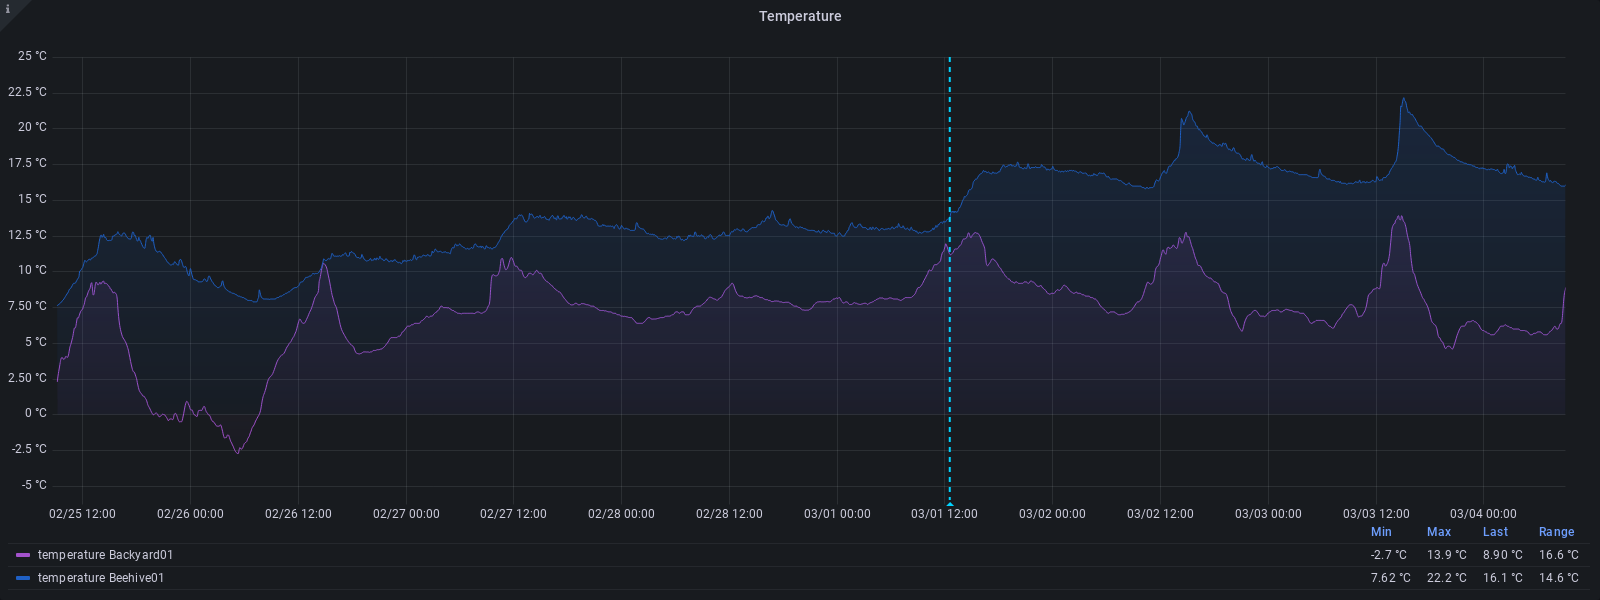 i
Temperature
25 °C
22.5 °C
20 °C
17.5 °C
15 °C
12.5 °C
10 °C
7.50 °C
5 °C
2.50 °C
0 °C
-2.5 °C
-5 °C
02/25 12:00 02/26 00:00 02/26 12:00 02/27 00:00 02/27 12:00 02/28 00:00 02/28 12:00 03/01 00:00 03/01 12:00 03/02 00:00 03/02 12:00 03/03 00:00 03/03 12:00 03/04 00:00
Min Max Last Range
temperature Backyard01 -2.7 °C 13.9 °C 8.90 °C 16.6 °C
temperature Beehive01 7.62 °C 22.2 °C 16.1 °C 14.6 °C